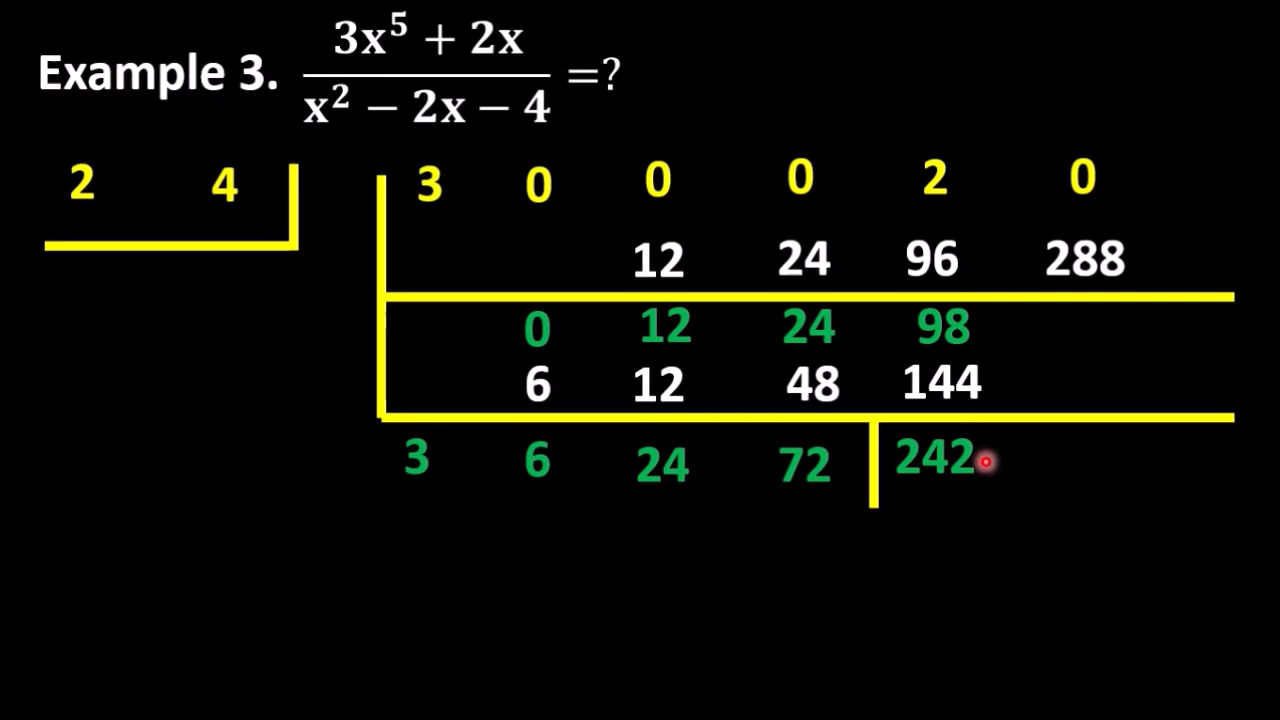 Example 3. 3x⁵ + 2x / x² − 2x − 4 =?
2 4 3 0 0 0 2 0
12 24 96 288
0 12 24 98
6 12 48 144
3 6 24 72 242